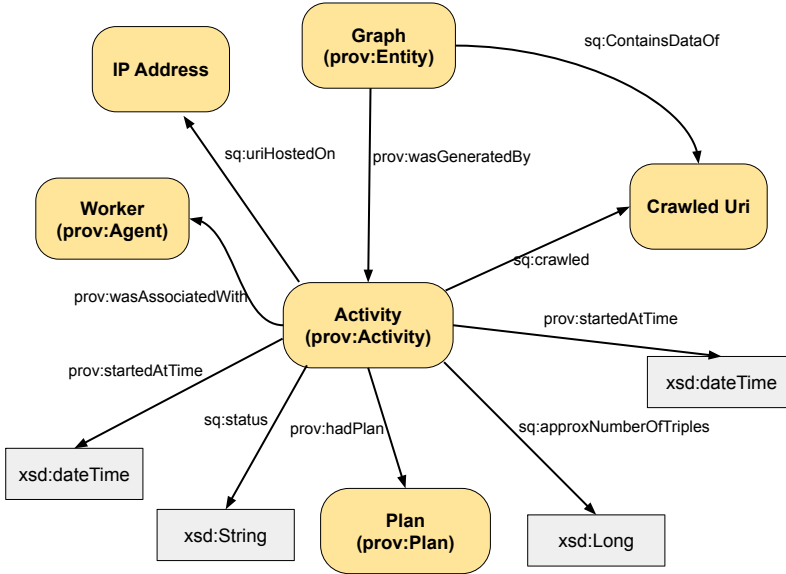 Graph
(prov:Entity)
sq:ContainsDataOf
IP Address
sq:uriHostedOn
prov:wasGeneratedBy
Worker
(prov:Agent)
Crawled Uri
sq:crawled
prov:wasAssociatedWith
Activity
(prov:Activity)
prov:startedAtTime
prov:startedAtTime
xsd:dateTime
sq:status
prov:hadPlan
sq:approxNumberOfTriples
xsd:dateTime
xsd:String
Plan
(prov:Plan)
xsd:Long